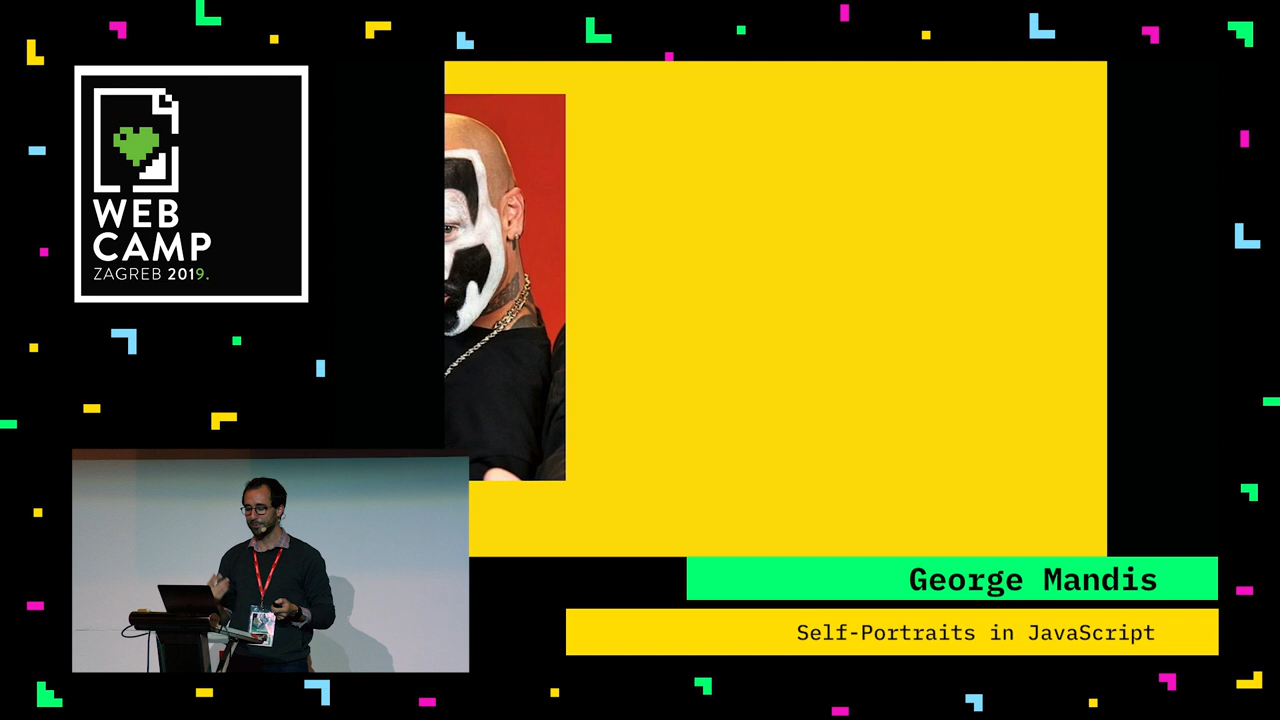 WEB
CAMP
ZAGREB 2019.
George Mandis
Self-Portraits in JavaScript